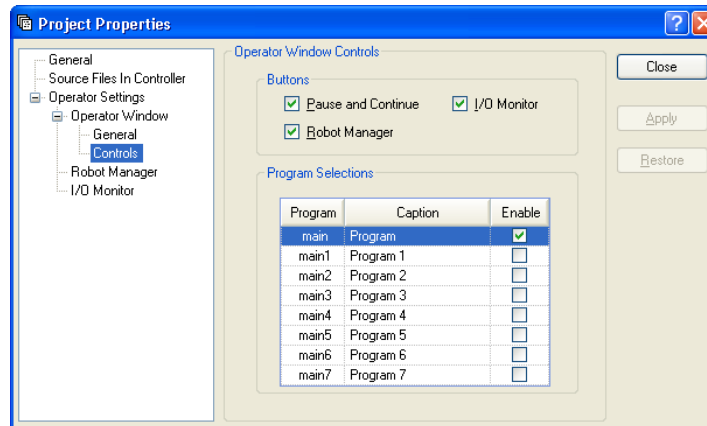 Project Properties
General
Source Files In Controller
Operator Settings
Operator Window
General
Controls
Robot Manager
I/O Monitor
Operator Window Controls
Buttons
Pause and Continue I/O Monitor
Robot Manager
Program Selections
Program Caption Enable
main Program
main1 Program 1
main2 Program 2
main3 Program 3
main4 Program 4
main5 Program 5
main6 Program 6
main7 Program 7
Close
Apply
Restore